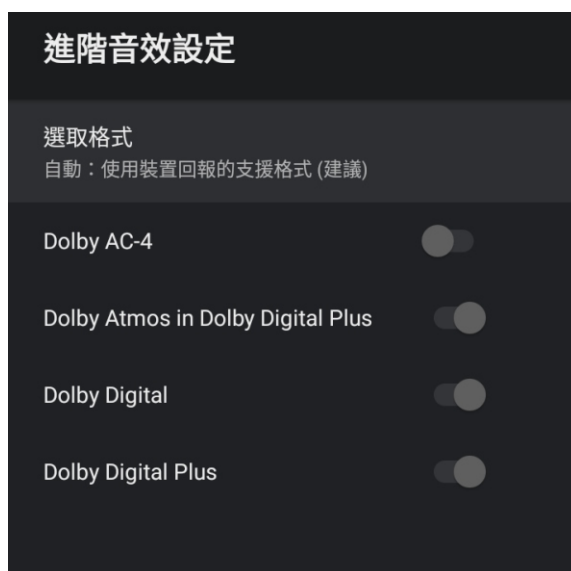 進階音效設定
選取格式
自動：使用裝置回報的支援格式 (建議)
Dolby AC-4
Dolby Atmos in Dolby Digital Plus
Dolby Digital
Dolby Digital Plus